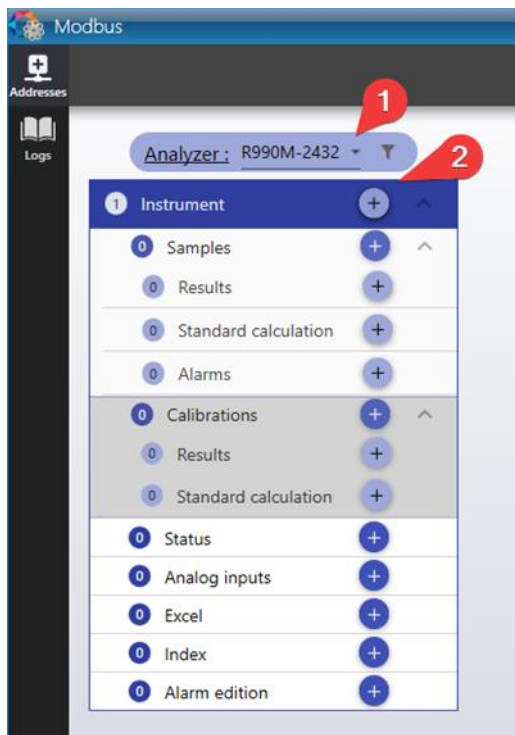 Modbus
Addresses
Logs
1
Analyzer : R990M-2432
2
1 Instrument +
0 Samples +
0 Results +
0 Standard calculation +
0 Alarms +
0 Calibrations +
0 Results +
0 Standard calculation +
0 Status +
0 Analog inputs +
0 Excel +
0 Index +
0 Alarm edition +